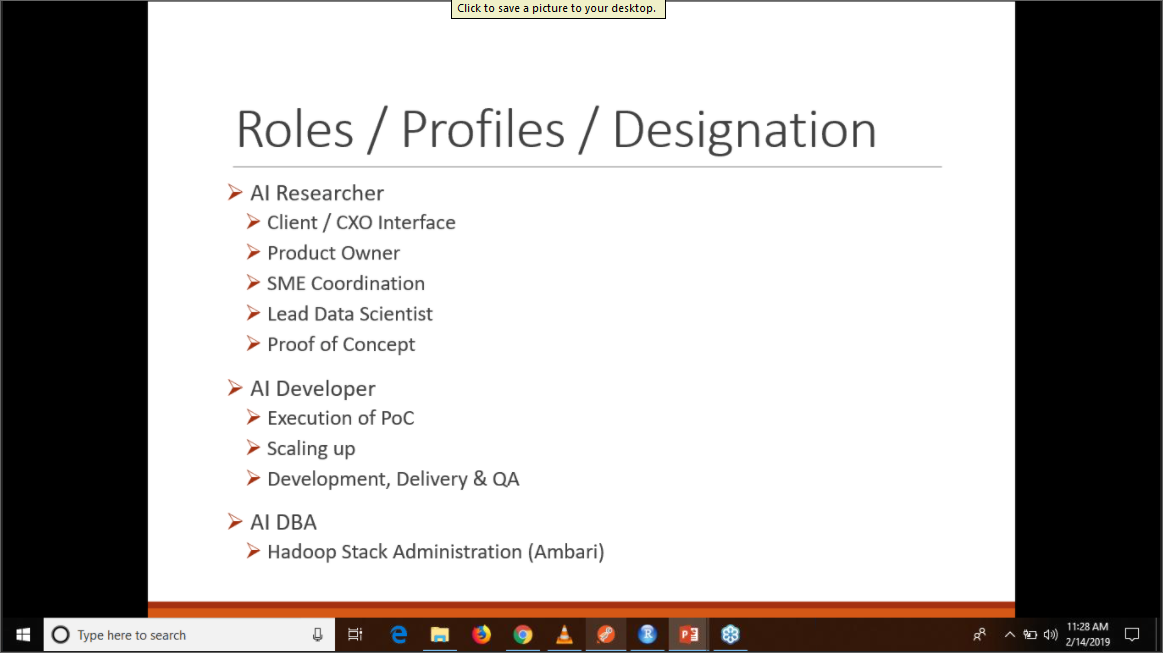 Click to save a picture to your desktop.
Roles / Profiles / Designation
AI Researcher
Client / CXO Interface
Product Owner
SME Coordination
Lead Data Scientist
Proof of Concept
AI Developer
Execution of PoC
Scaling up
Development, Delivery & QA
AI DBA
Hadoop Stack Administration (Ambari)
Type here to search
11:28 AM
2/14/2019